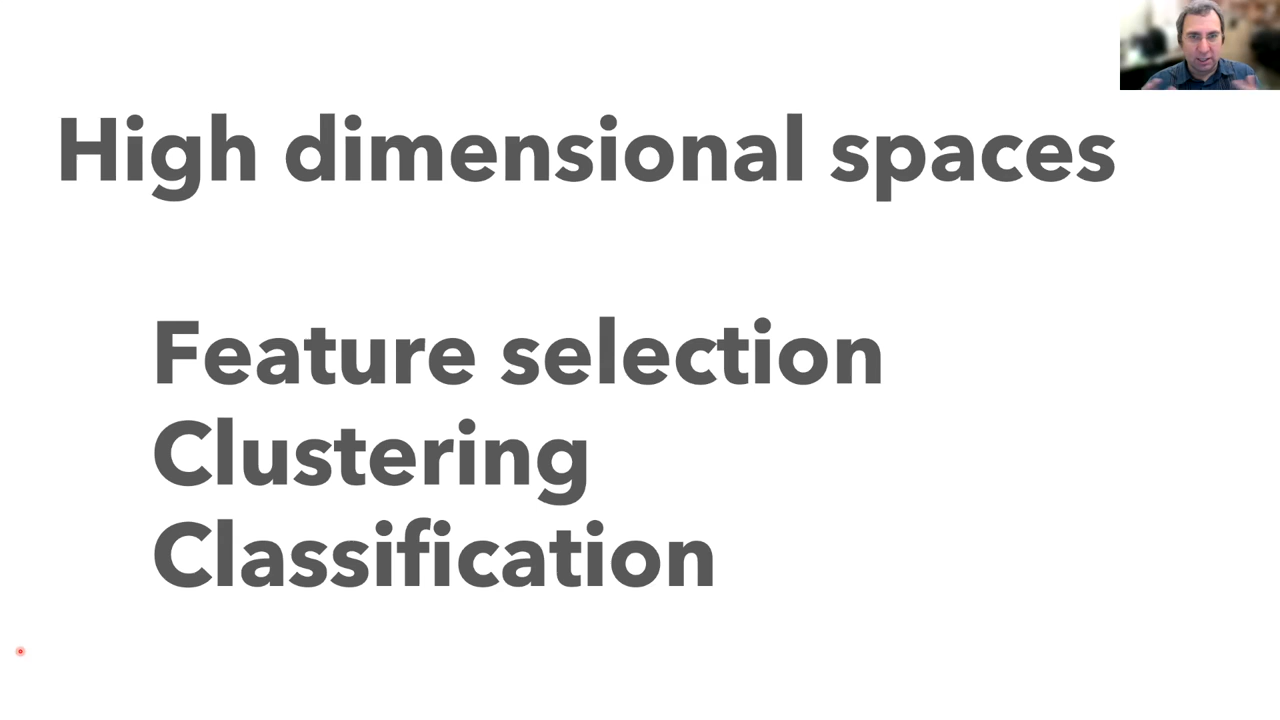 High dimensional spaces
Feature selection
Clustering
Classification